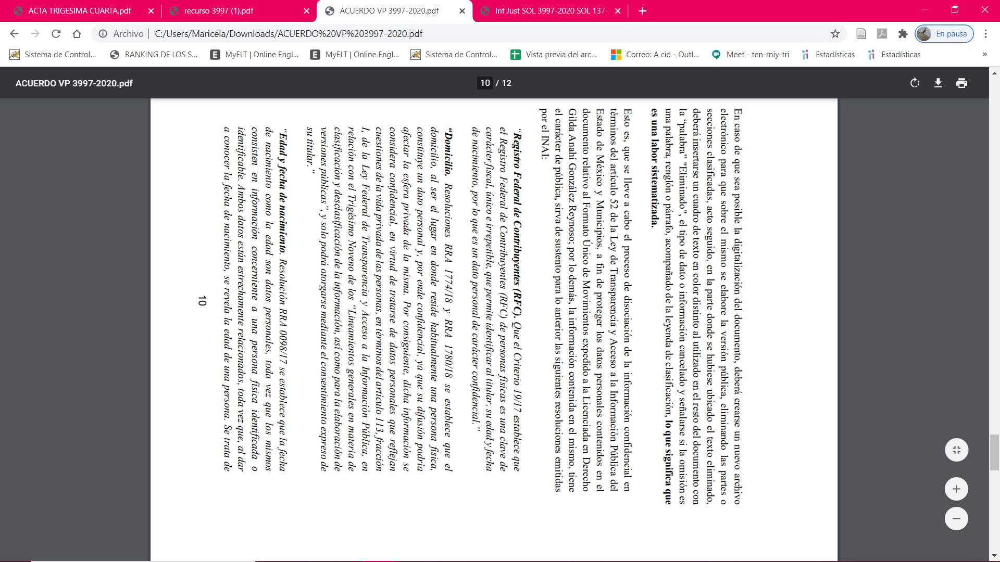 ACTA TRIGESIMA CUARTA.pdf
recurso 3997 (1).pdf
ACUERDO VP 3997-2020.pdf
Inf Just SOL 3997-2020 SOL 137-
Archivo
C:/Users/Maricela/Downloads/ACUERDO%20VP%203997-2020.pdf
En pausa
Sistema de Control...
RANKING DE LOS S...
MyELT | Online Engl...
MyELT | Online Engl...
Sistema de Control...
Vista previa del arc...
Correo: A cid - Outl...
Meet - ten-rniy-tri
Estadísticas
Estadísticas
»
ACUERDO VP 3997-2020.pdf
10 / 12
En caso de que sea posible la digitalización del documento, deberá crearse un nuevo archivo
electrónico para que sobre el mismo se elabore la versión pública, eliminando las partes o
secciones clasificadas, acto seguido, en la parte donde se hubiese ubicado el texto eliminado,
deberá insertarse un cuadro de texto en color distinto al utilizado en el resto del documento con
la “palabra” "Eliminado", el tipo de dato o información cancelado y señalarse si la omisión es
una palabra, renglón o párrafo, acompañado de la leyenda de clasificación, lo que significa que
es una labor sistematizada.
Esto es, que se lleve a cabo el proceso de disociación de la información confidencial en
términos del artículo 52 de la Ley de Transparencia y Acceso a la Información Pública del
Estado de México y Municipios, a fin de proteger los datos personales contenidos en el
documento relativo al Formato Único de Movimientos expedido a la Licenciada en Derecho
Gilda Anahí González Reynoso; por lo demás, la información contenida en el mismo, tiene
el carácter de pública, sirva de sustento para lo anterior las siguientes resoluciones emitidas
por el INAI:
“Registro Federal de Contribuyentes (RFC). Que el Criterio 19/17 establece que
el Registro Federal de Contribuyentes (RFC) de personas físicas es una clave de
carácter fiscal, único e irrepetible, que permite identificar al titular, su edad y fecha
de nacimiento, por lo que es un dato personal de carácter confidencial.”
“Domicilio. Resoluciones RRA 1774/18 y RRA 1780/18 se establece que el
domicilio, al ser el lugar en donde reside habitualmente una persona física,
constituye un dato personal y, por ende confidencial, ya que su difusión podría
afectar la esfera privada de la misma. Por consiguiente, dicha información se
considera confidencial, en virtud de tratarse de datos personales que reflejan
cuestiones de la vida privada de las personas, en términos del artículo 113, fracción
I, de la Ley Federal de Transparencia y Acceso a la Información Pública, en
relación con el Trigésimo Noveno de los “Lineamientos generales en materia de
clasificación y desclasificación de la información, así como para la elaboración de
versiones públicas”, y solo podrá otorgarse mediante el consentimiento expreso de
su titular.”
“Edad y fecha de nacimiento. Resolución RRA 0098/17 se establece que la fecha
de nacimiento como la edad son datos personales, toda vez que los mismos
consisten en información concerniente a una persona física identificada o
identificable. Ambos datos están estrechamente relacionados, toda vez que, al dar
a conocer la fecha de nacimiento, se revela la edad de una persona. Se trata de
10